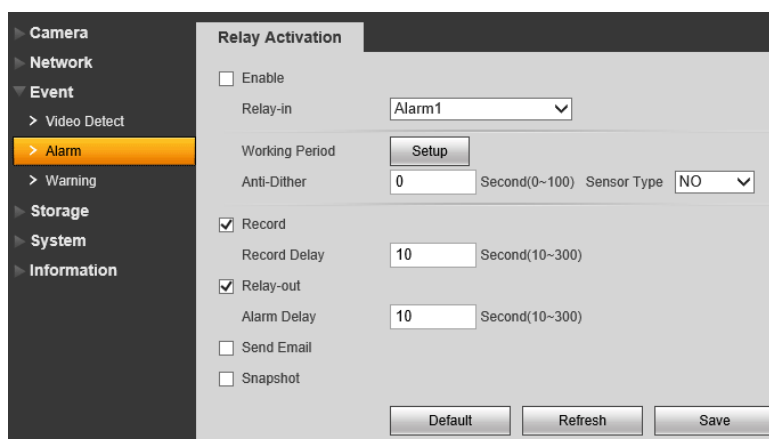 Camera
Network
Event
> Video Detect
> Alarm
> Warning
Storage
System
Information
Relay Activation
Enable
Relay-in Alarm1
Working Period Setup
Anti-Dither 0 Second(0~100) Sensor Type NO
Record
Record Delay 10 Second(10~300)
Relay-out
Alarm Delay 10 Second(10~300)
Send Email
Snapshot
Default Refresh Save